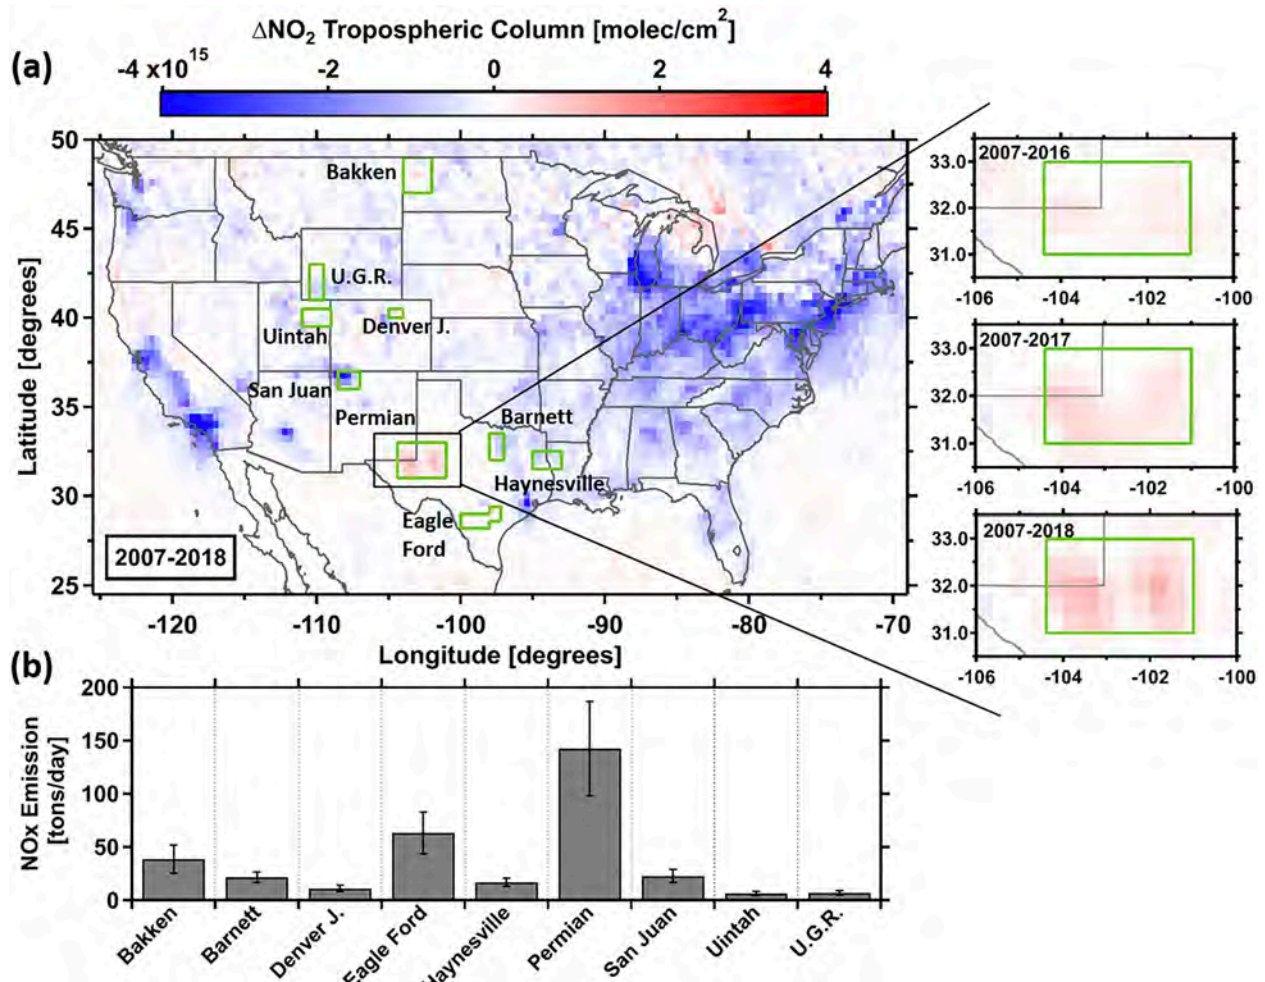 ΔNO₂ Tropospheric Column [molec/cm²]
(a)
-4 x10¹⁵ -2 0 2 4
50
45
40
35
30
25
Latitude [degrees]
Bakken
U.G.R.
Uintah
Denver J.
San Juan
Permian
Barnett
Haynesville
Eagle
Ford
2007-2018
-120 -110 -100 -90 -80 -70
Longitude [degrees]
2007-2016
33.0
32.0
31.0
-106 -104 -102 -100
2007-2017
33.0
32.0
31.0
-106 -104 -102 -100
2007-2018
33.0
32.0
31.0
-106 -104 -102 -100
(b)
NOx Emission
[tons/day]
200
150
100
50
0
Bakken
Barnett
Denver J.
Eagle Ford
Haynesville
Permian
San Juan
Uintah
U.G.R.